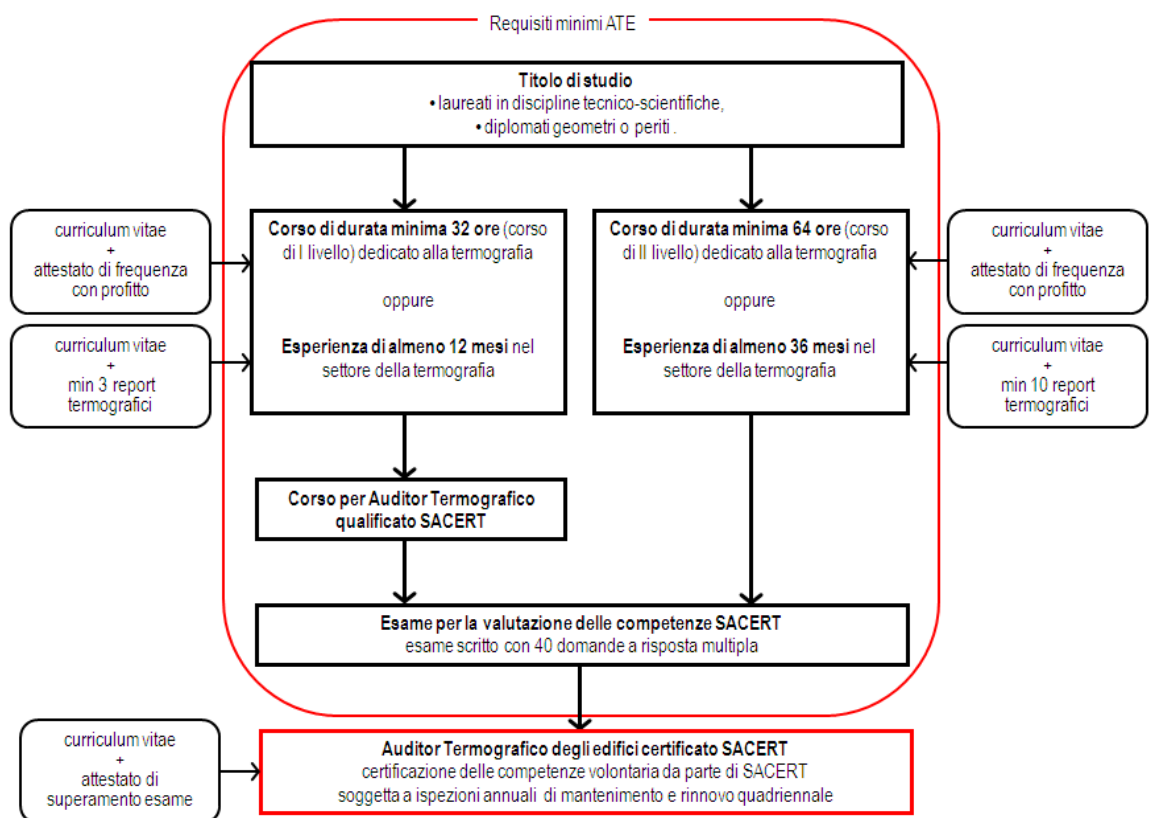 Requisiti minimi ATE
Titolo di studio
• laureati in discipline tecnico-scientifiche,
• diplomati geometri o periti .
curriculum vitae
+
attestato di frequenza
con profitto
Corso di durata minima 32 ore (corso
di I livello) dedicato alla termografia
oppure
Esperienza di almeno 12 mesi nel
settore della termografia
curriculum vitae
+
min 3 report
termografici
Corso di durata minima 64 ore (corso
di II livello) dedicato alla termografia
oppure
Esperienza di almeno 36 mesi nel
settore della termografia
curriculum vitae
+
attestato di frequenza
con profitto
curriculum vitae
+
min 10 report
termografici
Corso per Auditor Termografico
qualificato SACERT
Esame per la valutazione delle competenze SACERT
esame scritto con 40 domande a risposta multipla
curriculum vitae
+
attestato di
superamento esame
Auditor Termografico degli edifici certificato SACERT
certificazione delle competenze volontaria da parte di SACERT
soggetta a ispezioni annuali di mantenimento e rinnovo quadriennale